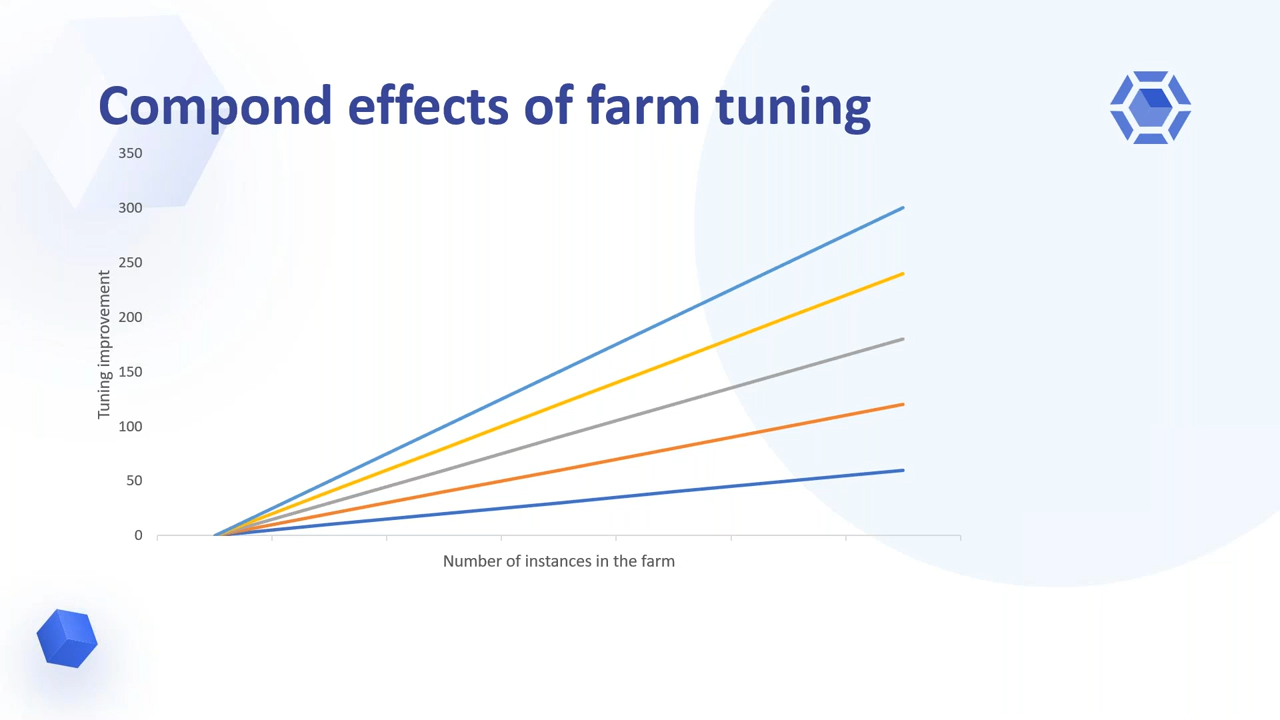 Compond effects of farm tuning
350
300
250
200
150
100
50
0
Tuning improvement
Number of instances in the farm